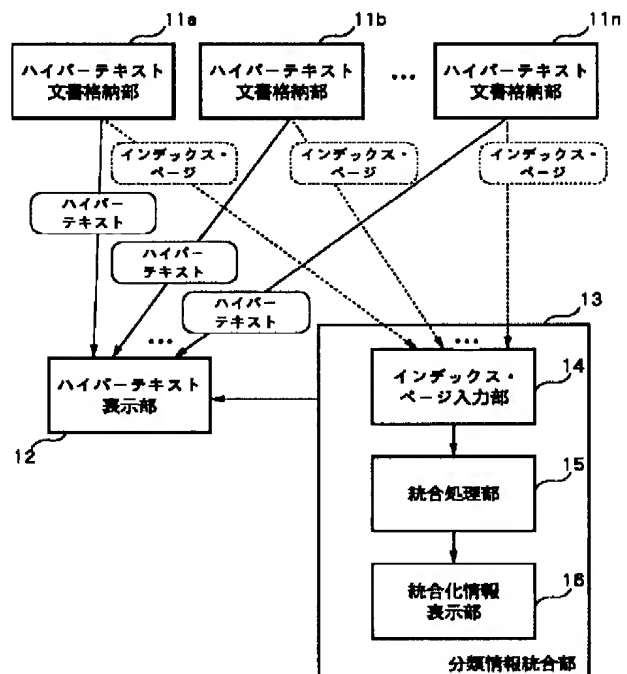 11a
11b
11n
ハイパーテキスト
文書格納部
ハイパーテキスト
文書格納部
...
ハイパーテキスト
文書格納部
インデックス・
ページ
インデックス・
ページ
インデックス・
ページ
ハイパー
テキスト
ハイパー
テキスト
ハイパー
テキスト
...
...
13
ハイパーテキスト
表示部
12
インデックス・
ページ入力部
14
統合処理部
15
統合化情報
表示部
16
分類情報統合部